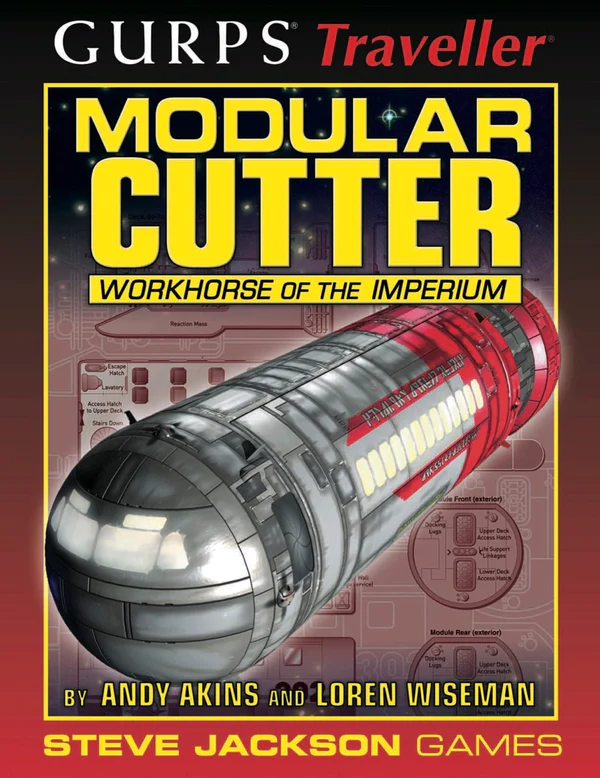 GURPS® Traveller®
MODULAR
CUTTER
WORKHORSE OF THE IMPERIUM
Reaction Mass
Escape
Hatch
Lavatory
Access Hatch
to Upper Deck
Stairs Down
Module Front (exterior)
Docking
Lugs
Upper Deck
Access Hatch
Life Support
Linkages
Lower Deck
Access Hatch
Module Rear (exterior)
Docking
Lugs
Upper Deck
Access Hatch
BY ANDY AKINS AND LOREN WISEMAN
STEVE JACKSON GAMES